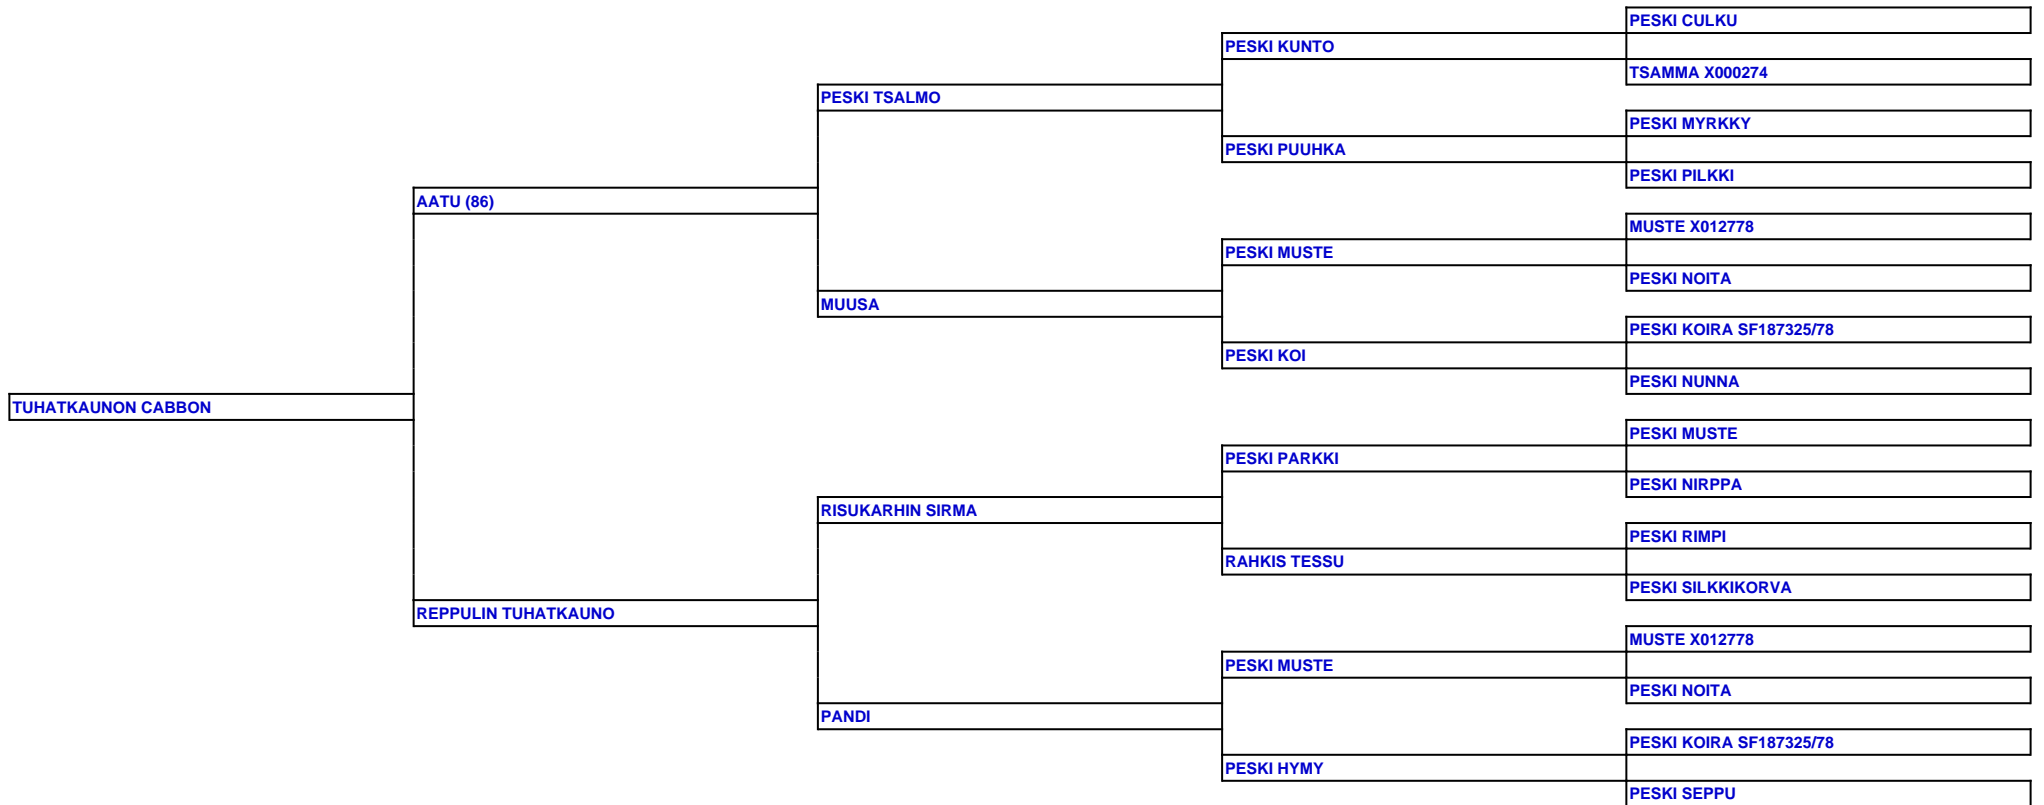 PESKI CULKU
PESKI KUNTO
TSAMMA X000274
PESKI TSALMO
PESKI MYRKKY
PESKI PUUHKA
PESKI PILKKI
AATU (86)
MUSTE X012778
PESKI MUSTE
PESKI NOITA
MUUSA
PESKI KOIRA SF187325/78
PESKI KOI
PESKI NUNNA
TUHATKAUNON CABBON
PESKI MUSTE
PESKI PARKKI
PESKI NIRPPA
RISUKARHIN SIRMA
PESKI RIMPI
RAHKIS TESSU
PESKI SILKKIKORVA
REPPULIN TUHATKAUNO
MUSTE X012778
PESKI MUSTE
PESKI NOITA
PANDI
PESKI KOIRA SF187325/78
PESKI HYMY
PESKI SEPPU